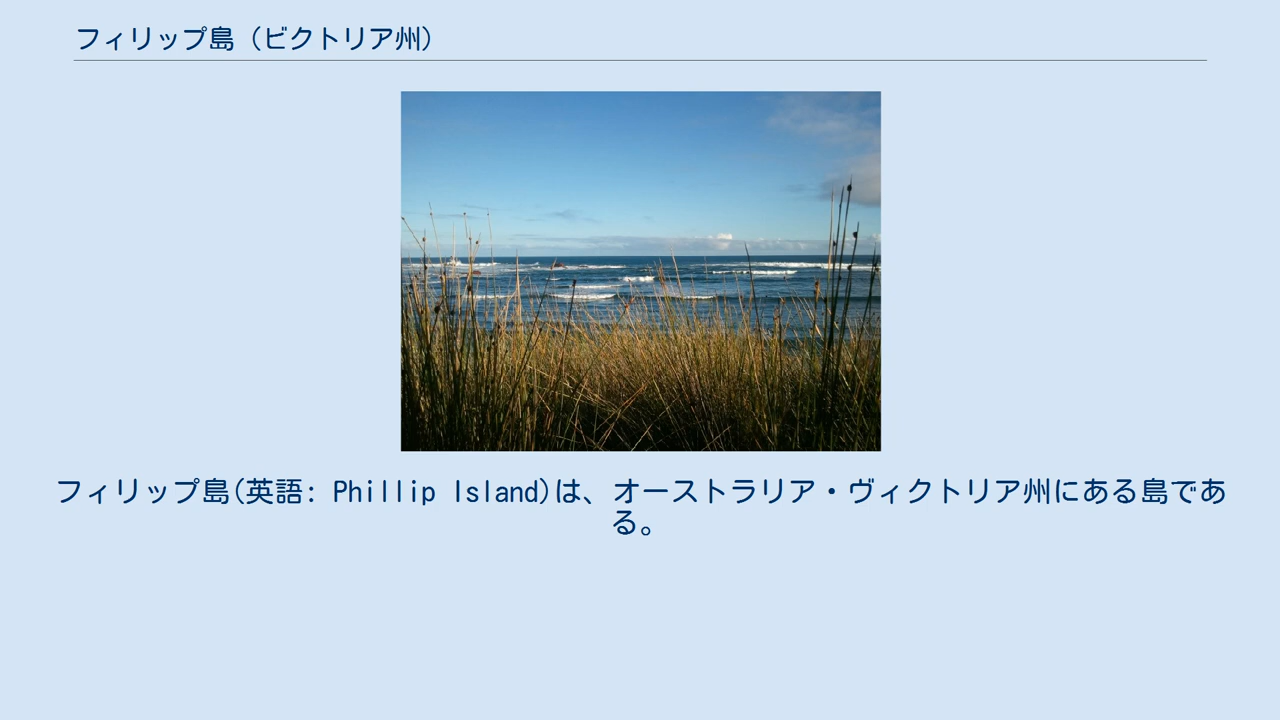 フィリップ島（ビクトリア州）
フィリップ島(英語: Phillip Island)は、オーストラリア・ヴィクトリア州にある島であ
る。